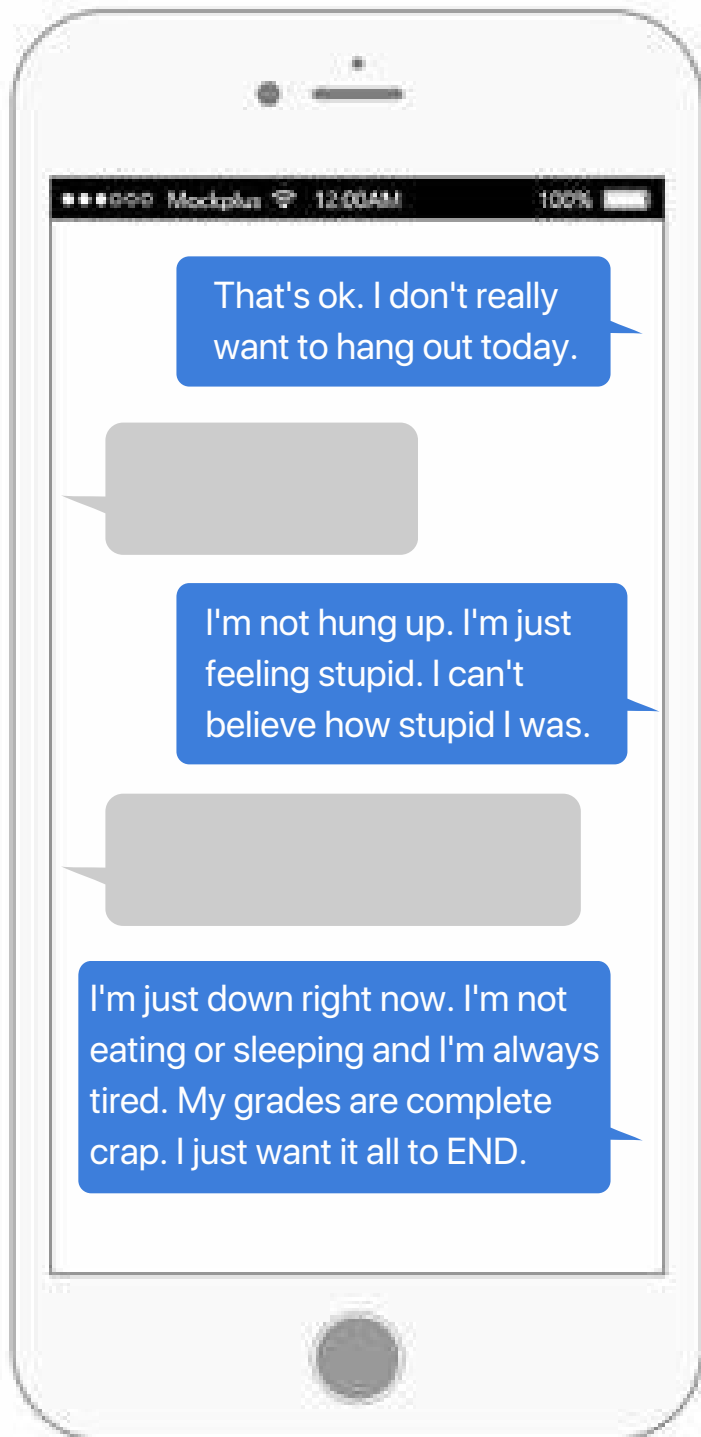 Mockplus 12:00AM 100%
That's ok. I don't really
want to hang out today.
I'm not hung up. I'm just
feeling stupid. I can't
believe how stupid I was.
I'm just down right now. I'm not
eating or sleeping and I'm always
tired. My grades are complete
crap. I just want it all to END.